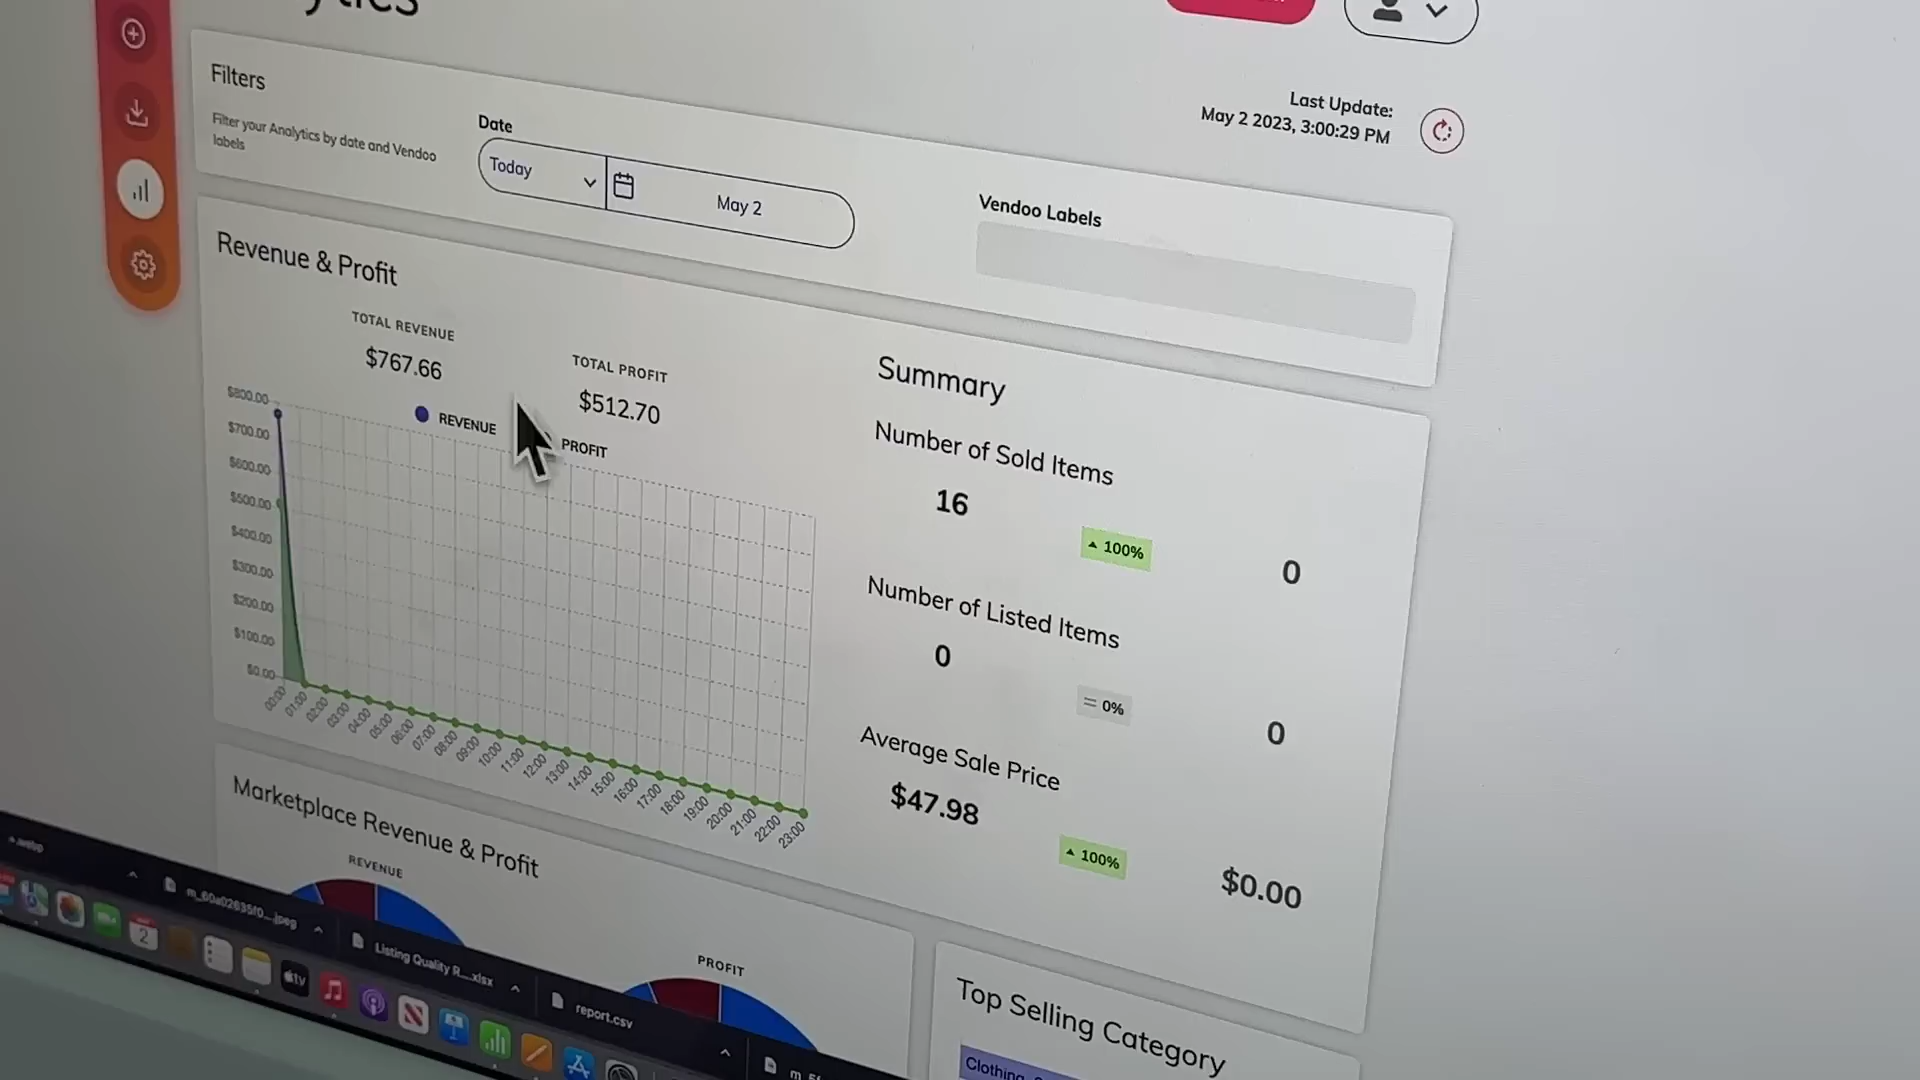 Last Update:
May 2 2023, 3:00:29 PM
Filters
Filter your Analytics by date and Vendoo
labels
Date
Today
May 2
Vendoo Labels
Revenue & Profit
TOTAL REVENUE
$767.66
TOTAL PROFIT
$512.70
REVENUE
PROFIT
$800.00
$700.00
$600.00
$500.00
$400.00
$300.00
$200.00
$100.00
$0.00
00:00 01:00 02:00 03:00 04:00 05:00 06:00 07:00 08:00 09:00 10:00 11:00 12:00 13:00 14:00 15:00 16:00 17:00 18:00 19:00 20:00 21:00 22:00 23:00
Summary
Number of Sold Items
16
100%
0
Number of Listed Items
0
= 0%
0
Average Sale Price
$47.98
100%
$0.00
Marketplace Revenue & Profit
REVENUE
PROFIT
Top Selling Category
Clothing,
m_60a02635f0...jpeg
Listing Quality R....xlsx
report.csv
2
tv